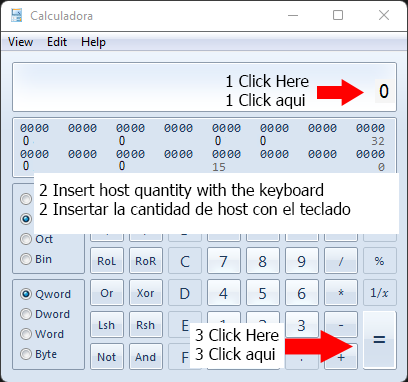 Calculadora
View Edit Help
1 Click Here
1 Click aqui
0
0000 0000 0000 0000 0000 0000 0000 0000
0 0 0 0 32
0000 0000 0000 0000 0000 0000 0000 0000
0 0 15 0
2 Insert host quantity with the keyboard
2 Insertar la cantidad de host con el teclado
Oct
Bin
RoL RoR C 7 8 9 / %
Qword Or Xor D 4 5 6 * 1/x
Dword
Word Lsh Rsh E 1 2 3 - =
Byte Not And F . +
3 Click Here
3 Click aqui